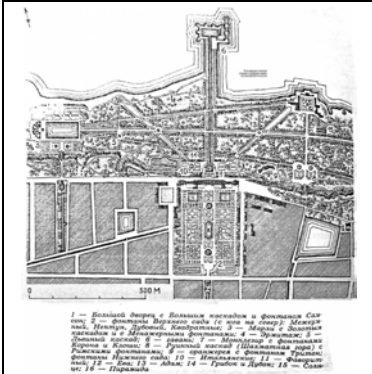 500 M
1 — Большой дворец с Большим каскадом и фонтаном Сам-
сон; 2 — фонтаны Верхнего сада (с юга на север): Межеум-
ный, Нептун, Дубовый, Квадратные; 3 — Марли с Золотым
каскадом и с Менажерными фонтанами; 4 — Эрмитаж; 5 —
Львиный каскад; 6 — гавань; 7 — Монплезир с фонтанами
Корона и Клоши; 8 — Руинный каскад (Шахматная гора) с
Римскими фонтанами; 9 — оранжерея с фонтаном Тритон;
фонтаны Нижнего сада: 10 — Итальянские; 11 — Фаворит-
ный; 12 — Ева; 13 — Адам; 14 — Грибок и Дубок; 15 — Солн-
це; 16 — Пирамида